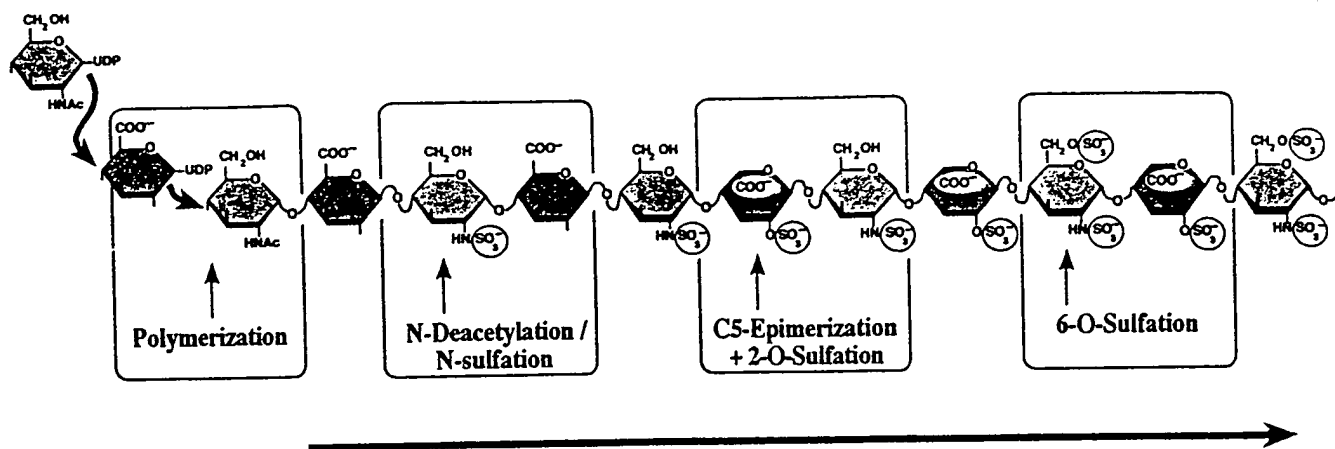 CH2OH
O
UDP
HNAc
COO⁻
O
UDP
CH2OH
O
HNAc
O
COO⁻
O
O
CH2OH
O
HN SO3⁻
O
COO⁻
O
O
CH2OH
O
HN SO3⁻
O
O
COO⁻
O SO3⁻
O
CH2OH
O
HN SO3⁻
O
O
COO⁻
O SO3⁻
O
CH2O SO3⁻
O
HN SO3⁻
O
O
COO⁻
O SO3⁻
O
CH2O SO3⁻
O
HN SO3⁻
O
Polymerization
N-Deacetylation /
N-sulfation
C5-Epimerization
+ 2-O-Sulfation
6-O-Sulfation